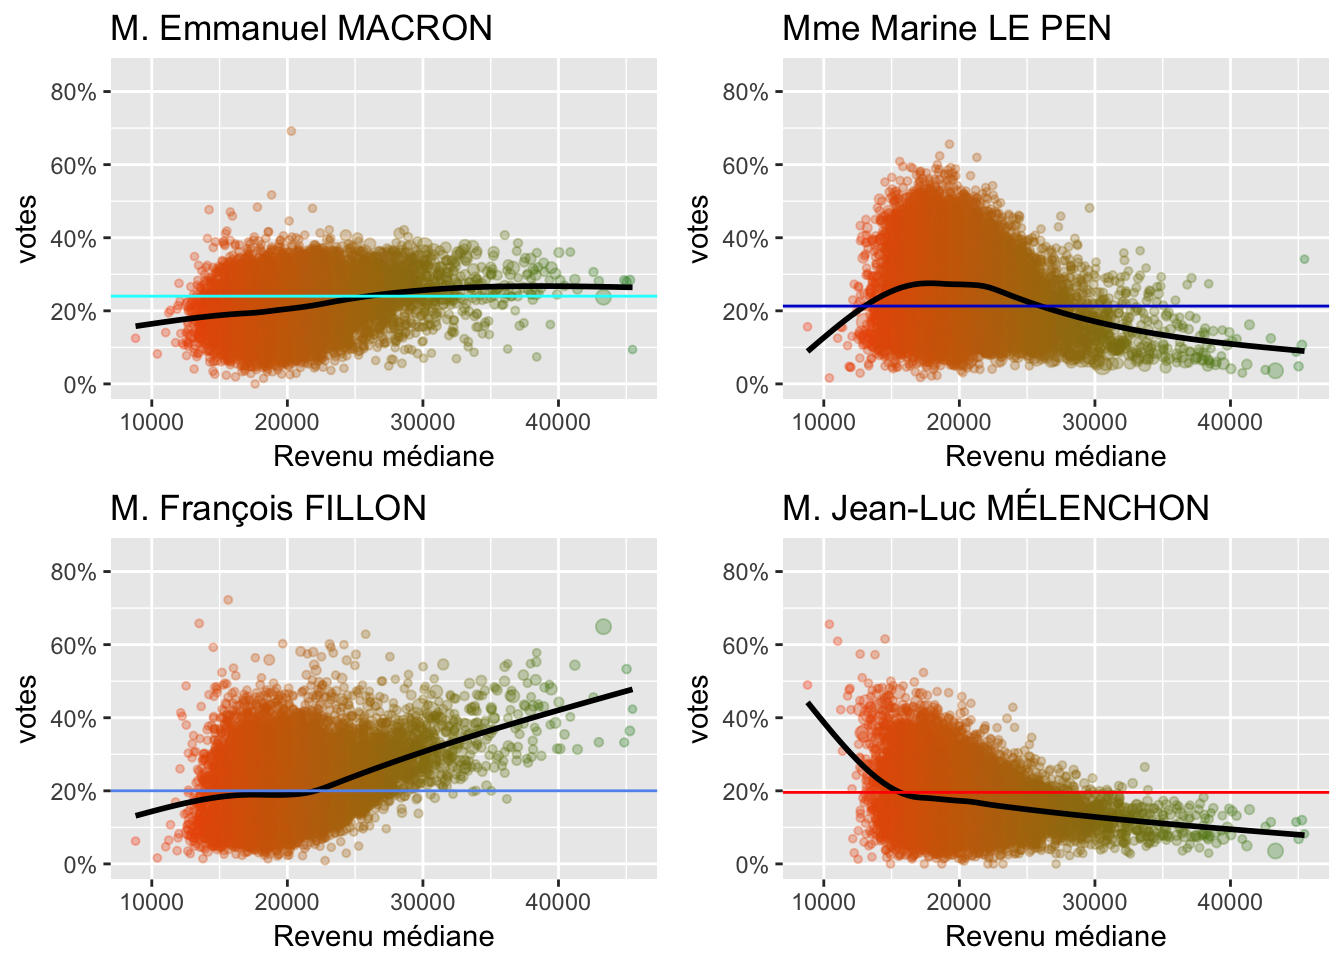 M. Emmanuel MACRON
80%
60%
40%
20%
0%
votes
10000 20000 30000 40000
Revenu médiane
Mme Marine LE PEN
80%
60%
40%
20%
0%
votes
10000 20000 30000 40000
Revenu médiane
M. François FILLON
80%
60%
40%
20%
0%
votes
10000 20000 30000 40000
Revenu médiane
M. Jean-Luc MÉLENCHON
80%
60%
40%
20%
0%
votes
10000 20000 30000 40000
Revenu médiane